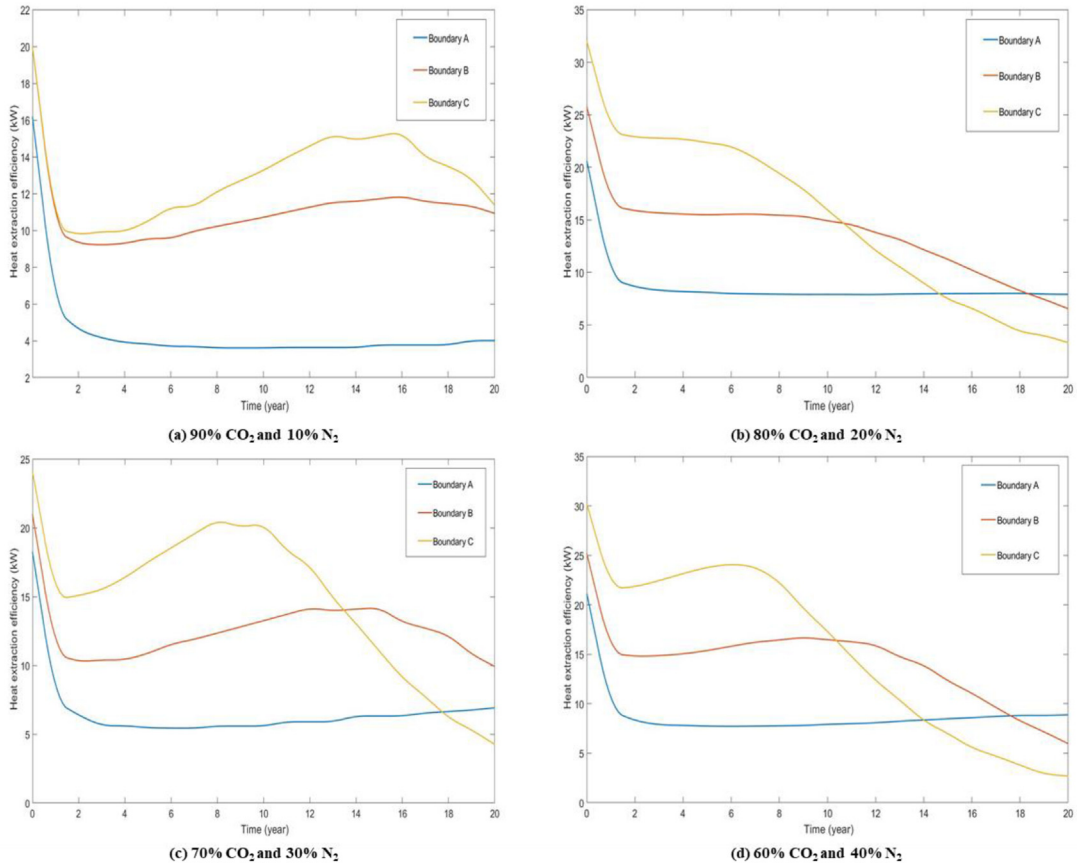 22
20
18
16
14
12
10
8
6
4
2
Heat extraction efficiency (kW)
Boundary A
Boundary B
Boundary C
0 2 4 6 8 10 12 14 16 18 20
Time (year)
(a) 90% CO₂ and 10% N₂
35
30
25
20
15
10
5
0
Heat extraction efficiency (kW)
Boundary A
Boundary B
Boundary C
0 2 4 6 8 10 12 14 16 18 20
Time (year)
(b) 80% CO₂ and 20% N₂
25
20
15
10
5
0
Heat extraction efficiency (kW)
Boundary A
Boundary B
Boundary C
0 2 4 6 8 10 12 14 16 18 20
Time (year)
(c) 70% CO₂ and 30% N₂
35
30
25
20
15
10
5
0
Heat extraction efficiency (kW)
Boundary A
Boundary B
Boundary C
0 2 4 6 8 10 12 14 16 18 20
Time (year)
(d) 60% CO₂ and 40% N₂